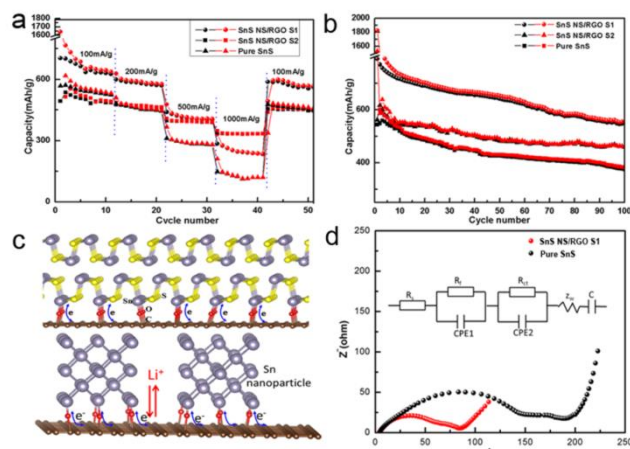 a
SnS NS/RGO S1
SnS NS/RGO S2
Pure SnS
1800
1600
600
300
0
Capacity(mAh/g)
100mA/g
200mA/g
500mA/g
1000mA/g
100mA/g
0 10 20 30 40 50
Cycle number
b
SnS NS/RGO S1
SnS NS/RGO S2
Pure SnS
2000
1800
1600
800
600
400
Capacity(mAh/g)
0 10 20 30 40 50 60 70 80 90 100
Cycle number
c
Sn
S
O
C
e e e e e
Li+
Sn
nanoparticle
e- e- e- e-
d
SnS NS/RGO S1
Pure SnS
200
150
100
50
0
Z''(ohm)
CPE1
CPE2
C
0 50 100 150 200 250